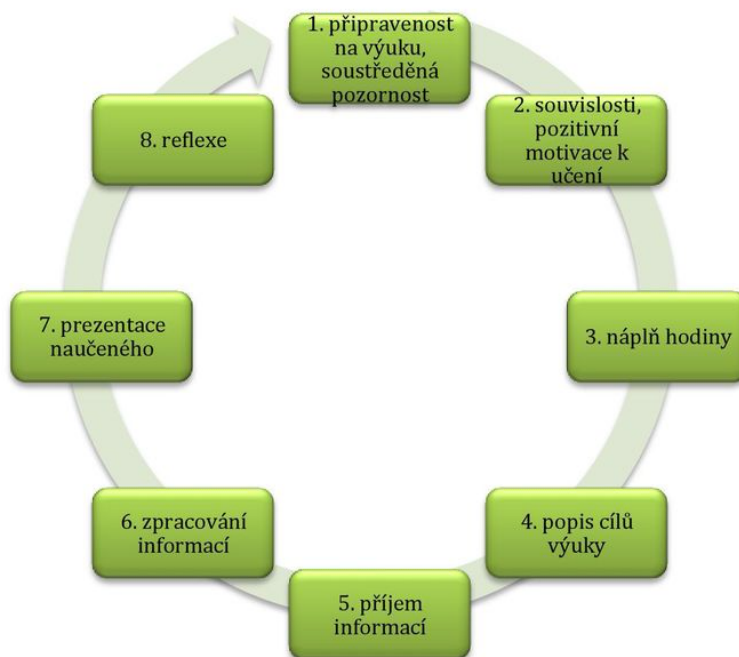 1. připravenost
na výuku,
soustředěná
pozornost
2. souvislosti,
pozitivní
motivace k
učení
3. náplň hodiny
4. popis cílů
výuky
5. příjem
informací
6. zpracování
informací
7. prezentace
naučeného
8. reflexe